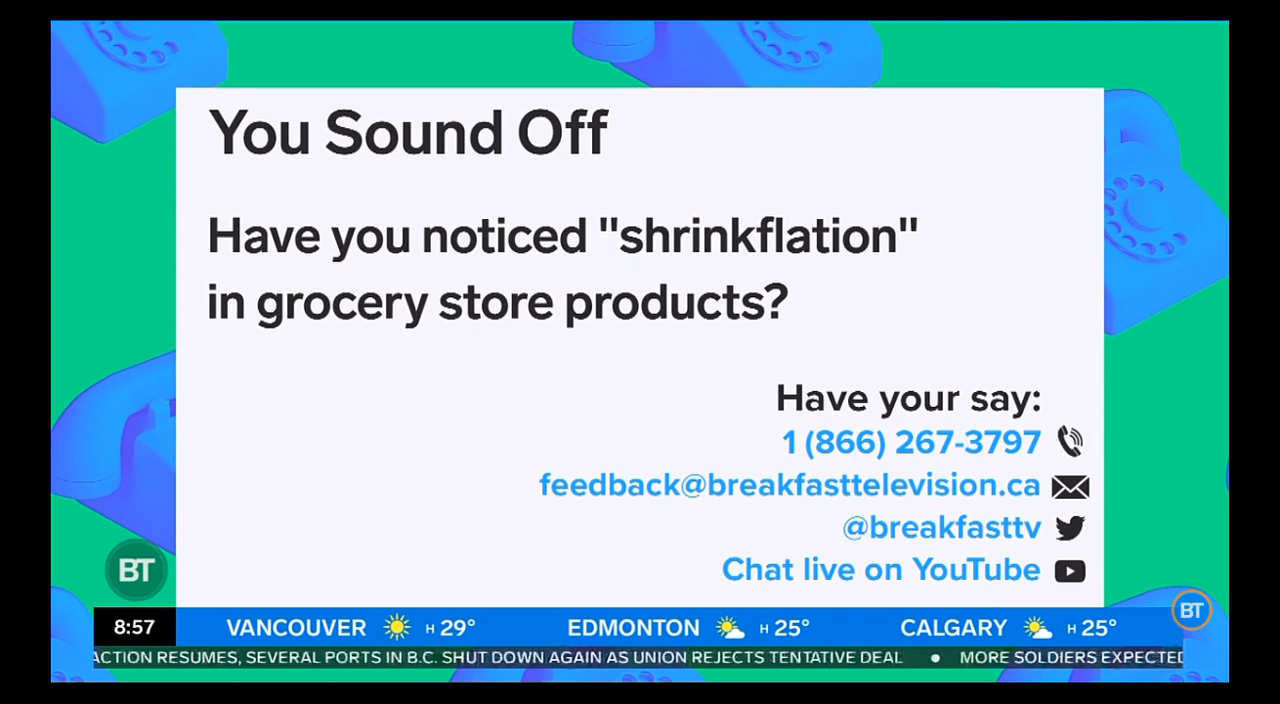 You Sound Off
Have you noticed "shrinkflation"
in grocery store products?
Have your say:
1 (866) 267-3797
feedback@breakfasttelevision.ca
@breakfasttv
Chat live on YouTube
BT
BT
8:57 VANCOUVER H 29° EDMONTON H 25° CALGARY H 25°
ACTION RESUMES, SEVERAL PORTS IN B.C. SHUT DOWN AGAIN AS UNION REJECTS TENTATIVE DEAL • MORE SOLDIERS EXPECTED